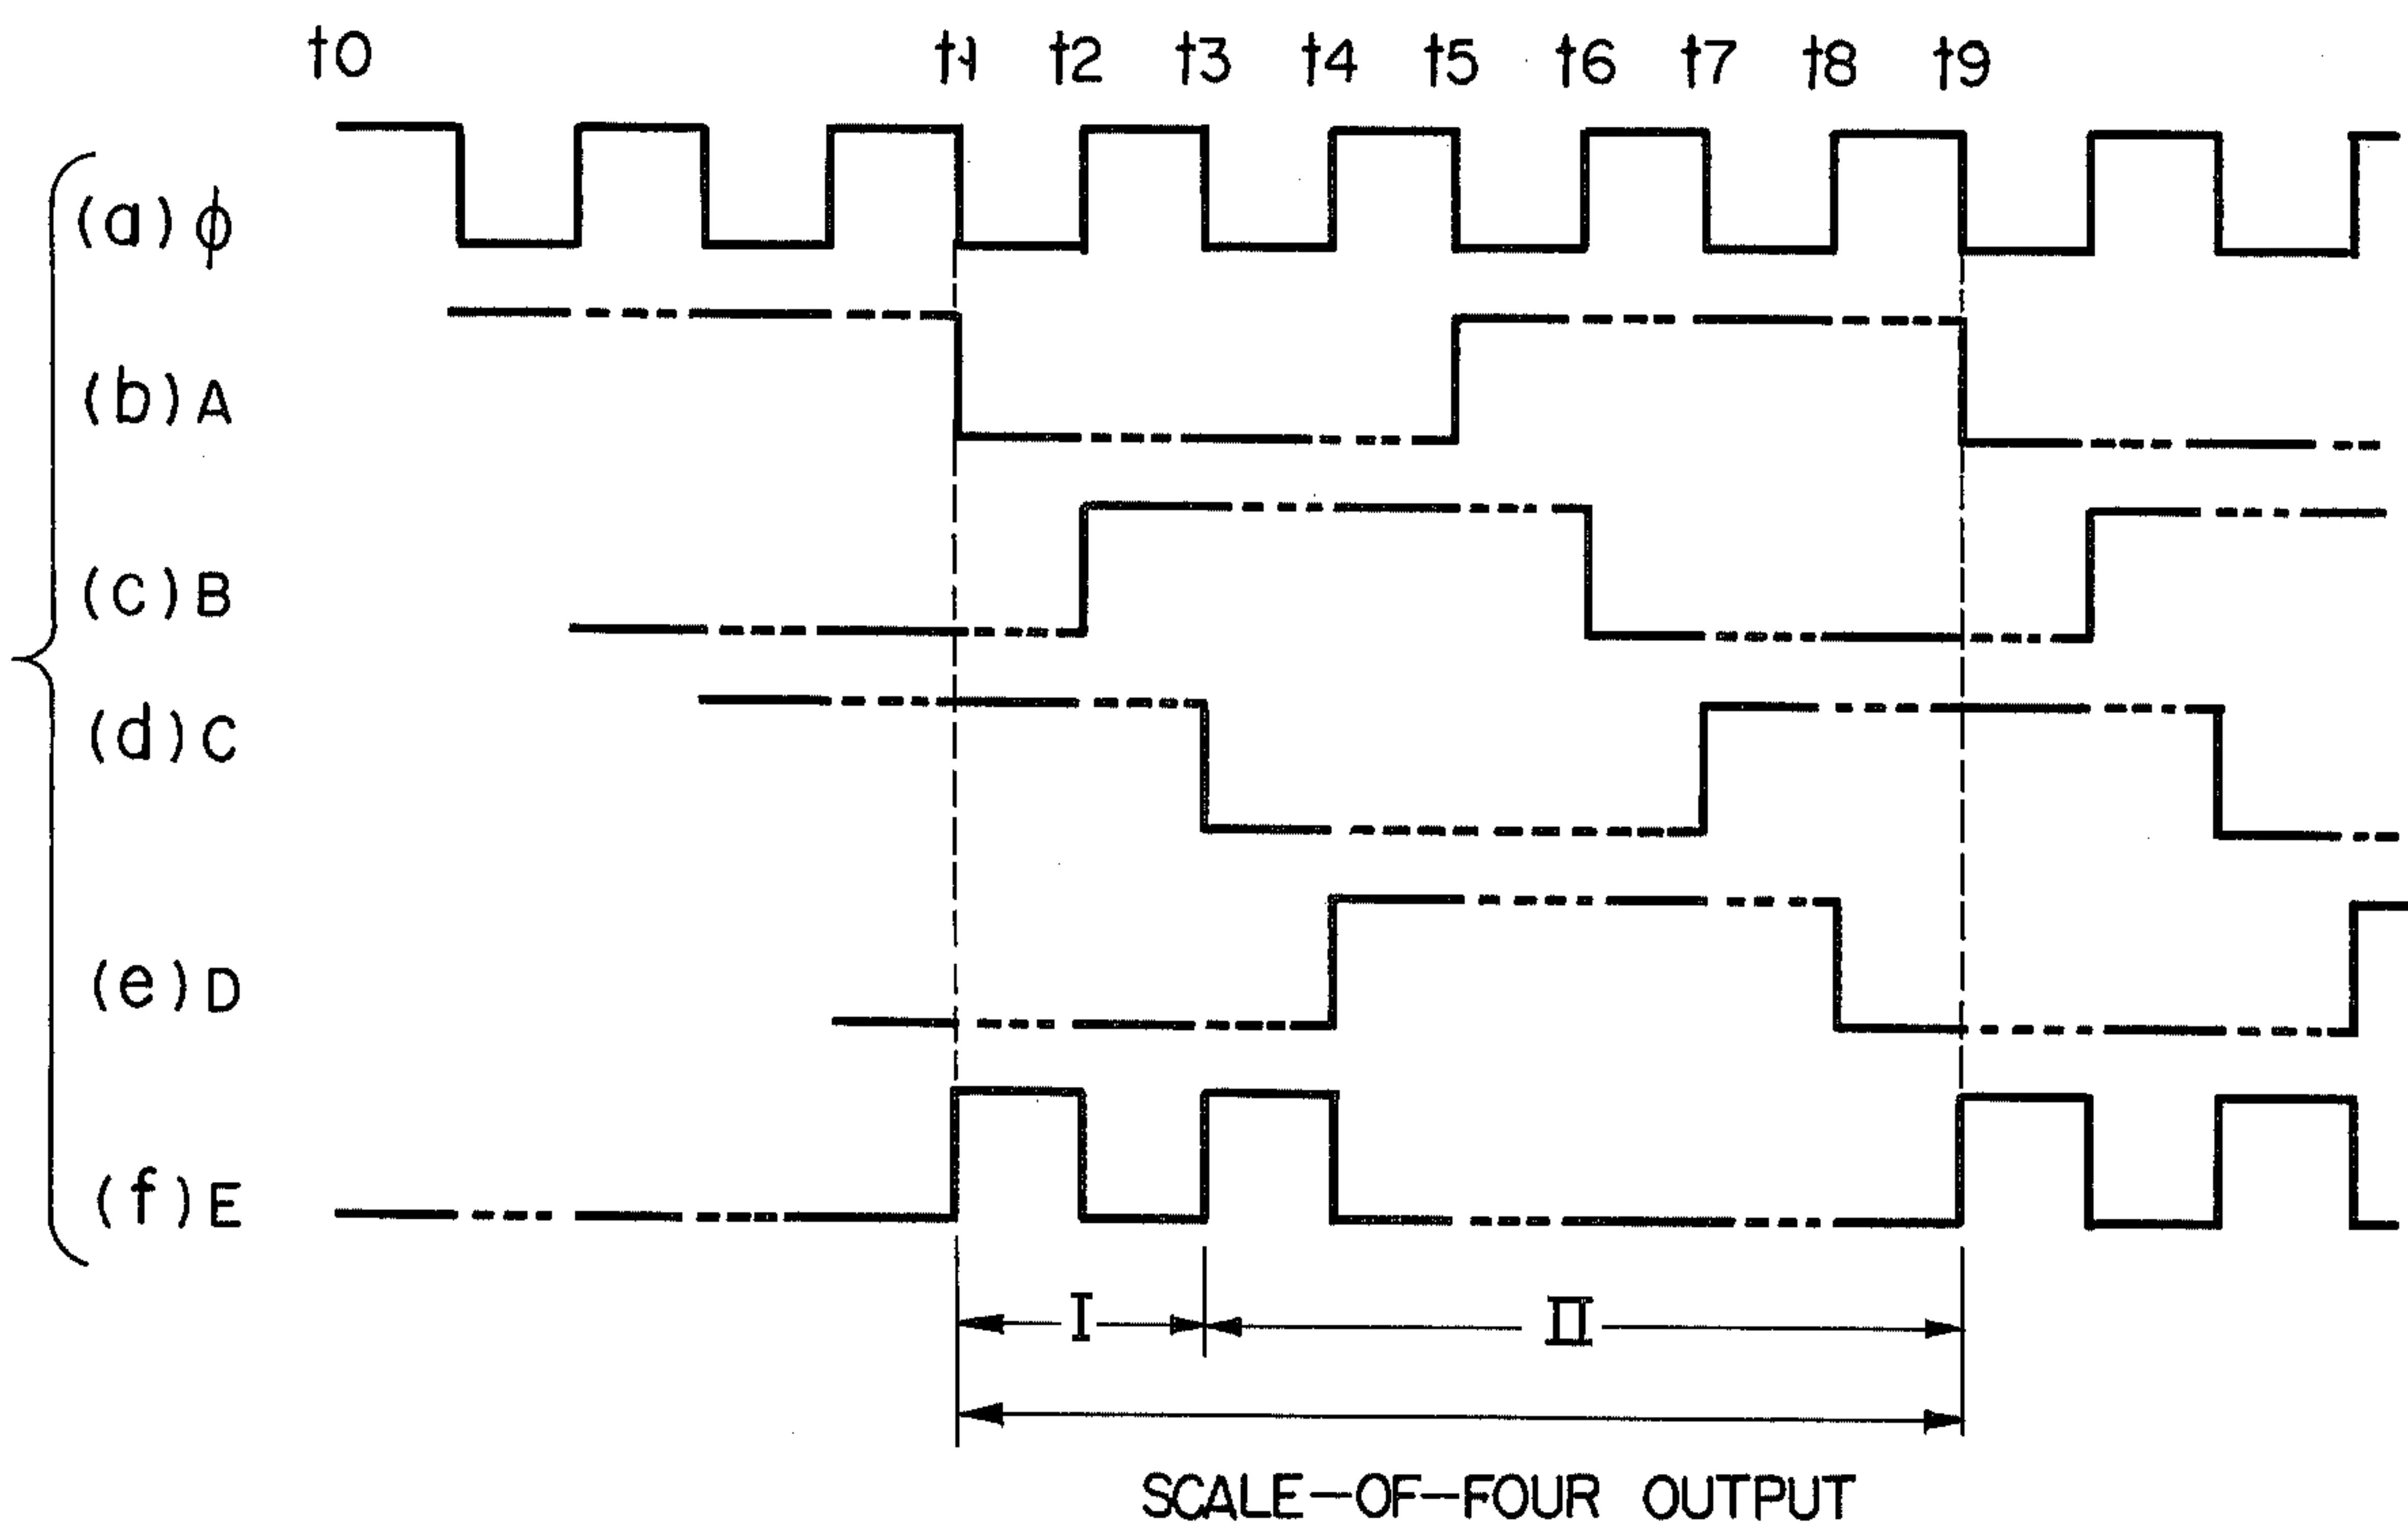 t0 t1 t2 t3 t4 t5 t6 t7 t8 t9
(a) ϕ
(b) A
(c) B
(d) C
(e) D
(f) E
I II
SCALE-OF-FOUR OUTPUT